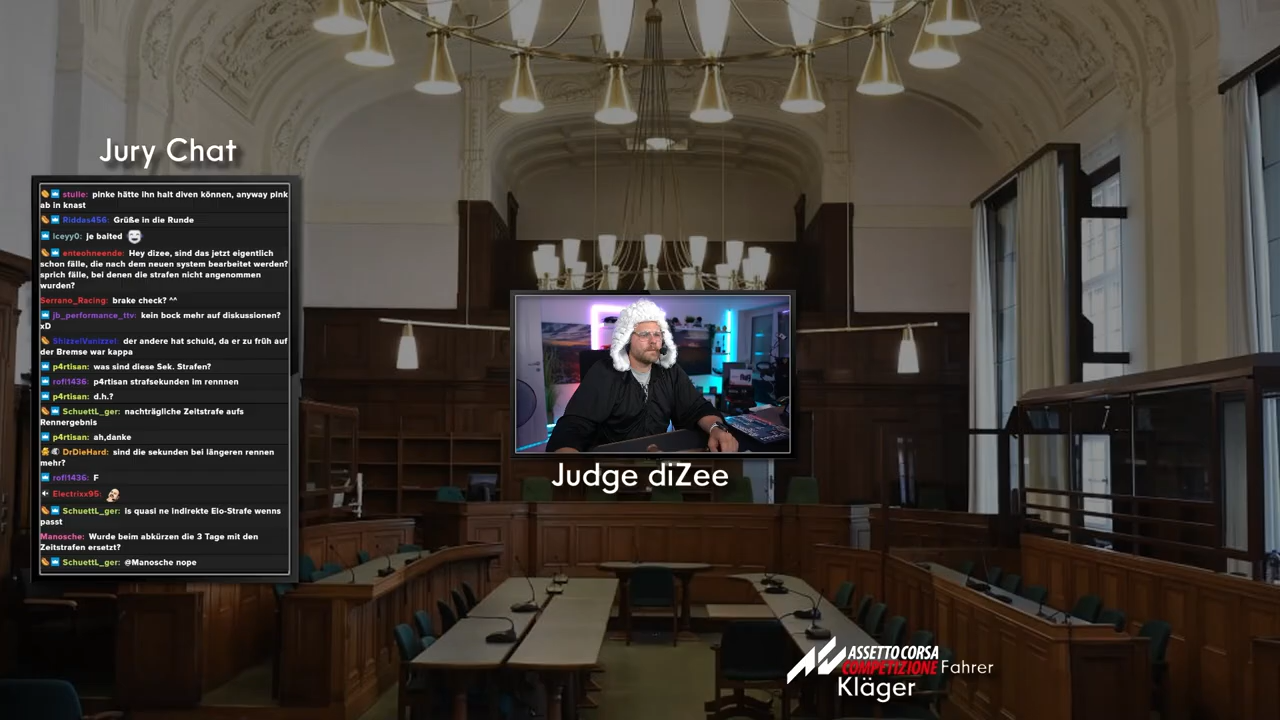 Jury Chat
stulle: pinke hätte ihn halt diven können, anyway pink
ab in knast
Riddas456: Grüße in die Runde
Iceyy0: je baited
enteohneende: Hey dizee, sind das jetzt eigentlich
schon fälle, die nach dem neuen system bearbeitet werden?
sprich fälle, bei denen die strafen nicht angenommen
wurden?
Serrano_Racing: brake check? ^^
jb_performance_ttv: kein bock mehr auf diskussionen?
xD
ShizzelVanizzel: der andere hat schuld, da er zu früh auf
der Bremse war kappa
p4rtisan: was sind diese Sek. Strafen?
rofl1436: p4rtisan strafsekunden im rennnen
p4rtisan: d.h.?
SchuettL_ger: nachträgliche Zeitstrafe aufs
Rennergebnis
p4rtisan: ah,danke
DrDieHard: sind die sekunden bei längeren rennen
mehr?
rofl1436: F
Electrixx95:
SchuettL_ger: is quasi ne indirekte Elo-Strafe wenns
passt
Manosche: Wurde beim abkürzen die 3 Tage mit den
Zeitstrafen ersetzt?
SchuettL_ger: @Manosche nope
Judge diZee
ASSETTO CORSA
COMPETIZIONE Fahrer
Kläger